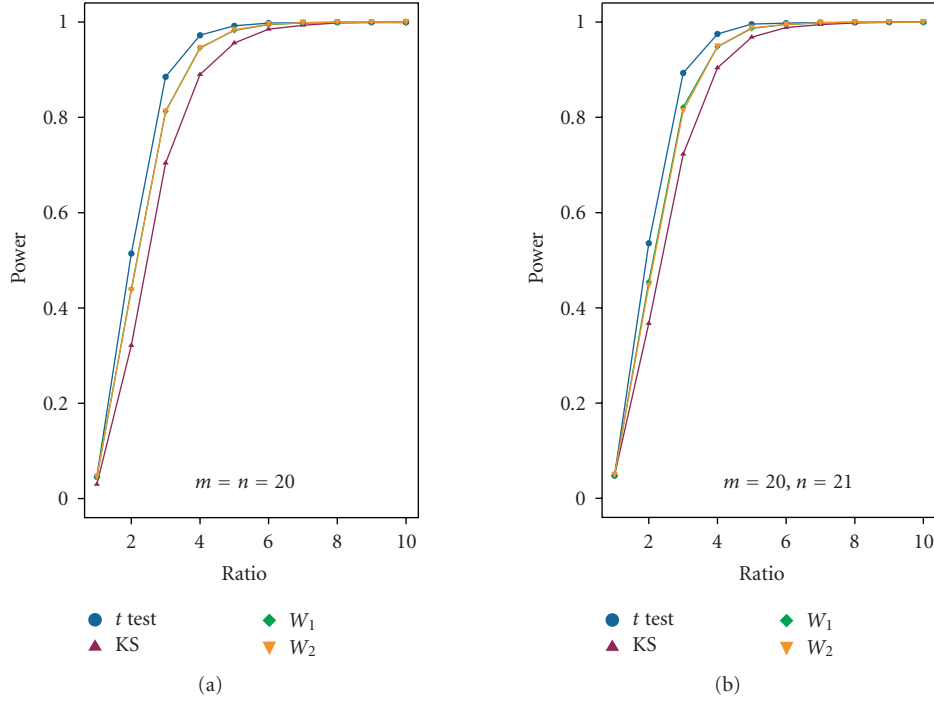 1
0.8
0.6
0.4
0.2
0
Power
m = n = 20
2 4 6 8 10
Ratio
t test
KS
W1
W2
(a)
1
0.8
0.6
0.4
0.2
0
Power
m = 20, n = 21
2 4 6 8 10
Ratio
t test
KS
W1
W2
(b)